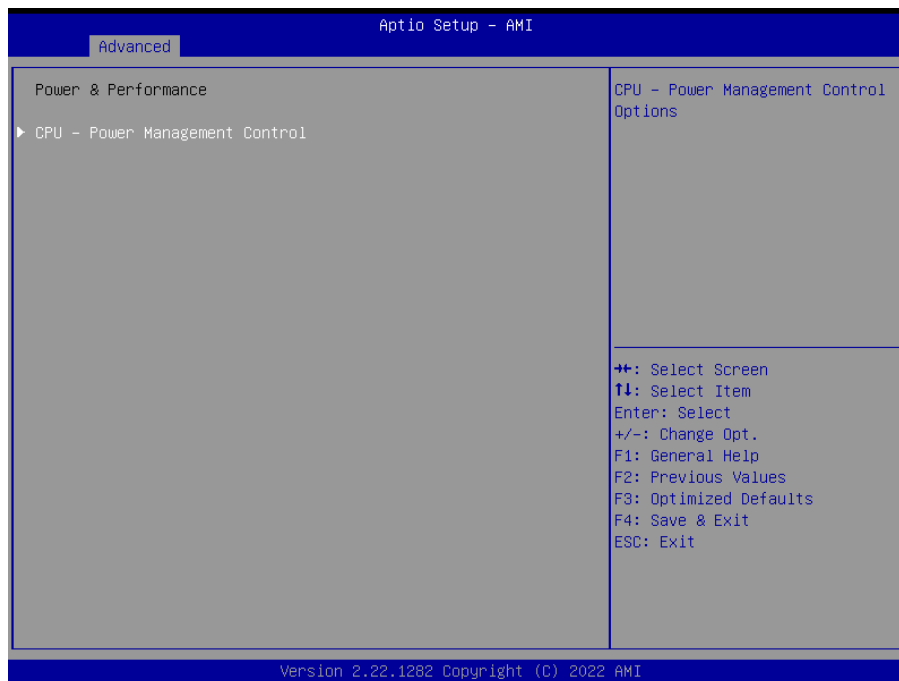 Aptio Setup – AMI
Advanced
Power & Performance
▶ CPU – Power Management Control
CPU – Power Management Control
Options
→←: Select Screen
↑↓: Select Item
Enter: Select
+/-: Change Opt.
F1: General Help
F2: Previous Values
F3: Optimized Defaults
F4: Save & Exit
ESC: Exit
Version 2.22.1282 Copyright (C) 2022 AMI